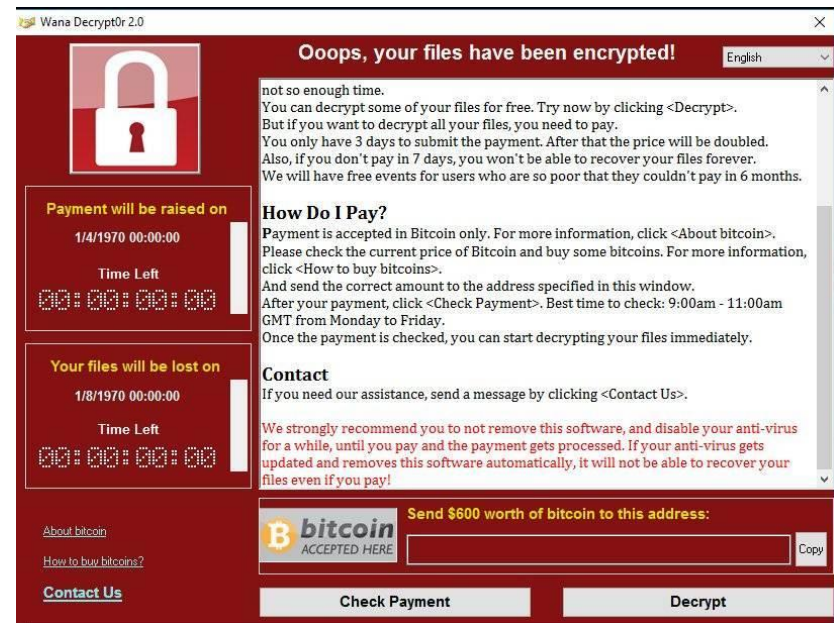 Wana Decrypt0r 2.0
Ooops, your files have been encrypted!
English
not so enough time.
You can decrypt some of your files for free. Try now by clicking <Decrypt>.
But if you want to decrypt all your files, you need to pay.
You only have 3 days to submit the payment. After that the price will be doubled.
Also, if you don't pay in 7 days, you won't be able to recover your files forever.
We will have free events for users who are so poor that they couldn't pay in 6 months.
How Do I Pay?
Payment is accepted in Bitcoin only. For more information, click <About bitcoin>.
Please check the current price of Bitcoin and buy some bitcoins. For more information,
click <How to buy bitcoins>.
And send the correct amount to the address specified in this window.
After your payment, click <Check Payment>. Best time to check: 9:00am - 11:00am
GMT from Monday to Friday.
Once the payment is checked, you can start decrypting your files immediately.
Contact
If you need our assistance, send a message by clicking <Contact Us>.
We strongly recommend you to not remove this software, and disable your anti-virus
for a while, until you pay and the payment gets processed. If your anti-virus gets
updated and removes this software automatically, it will not be able to recover your
files even if you pay!
Payment will be raised on
1/4/1970 00:00:00
Time Left
00:00:00:00
Your files will be lost on
1/8/1970 00:00:00
Time Left
00:00:00:00
About bitcoin
How to buy bitcoins?
Contact Us
bitcoin
ACCEPTED HERE
Send $600 worth of bitcoin to this address:
Copy
Check Payment
Decrypt